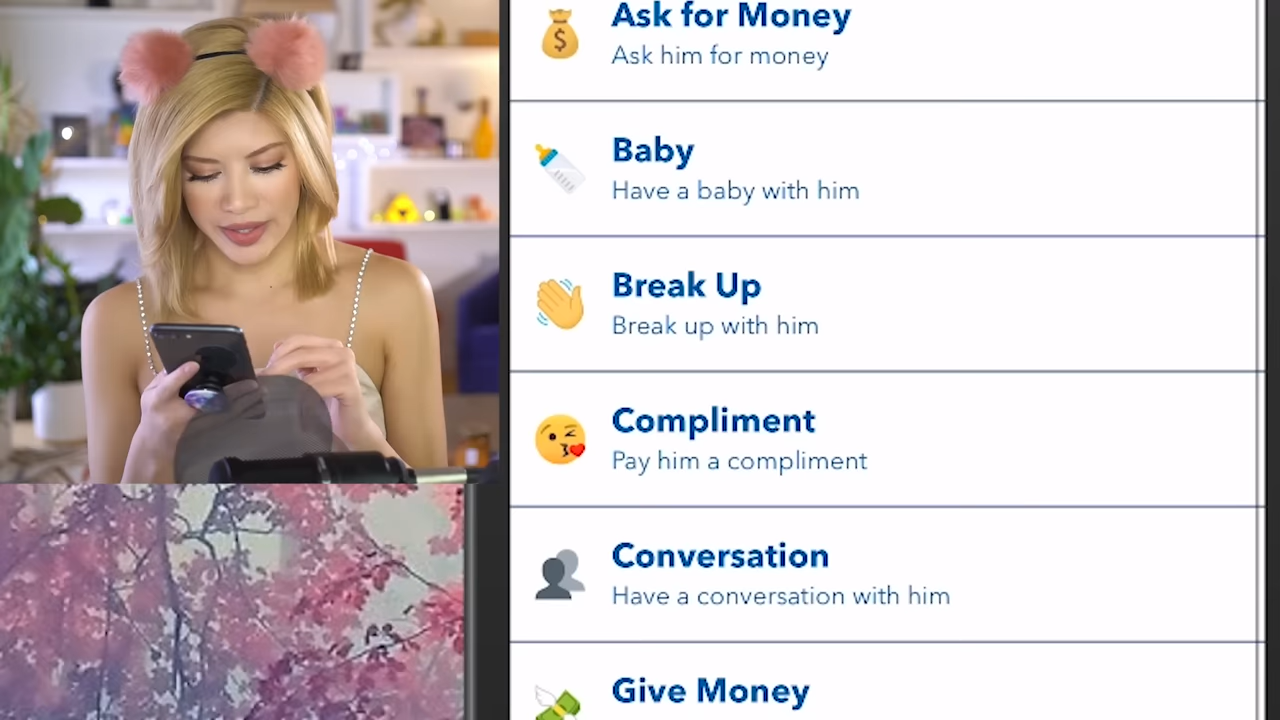 Ask for Money
Ask him for money
Baby
Have a baby with him
Break Up
Break up with him
Compliment
Pay him a compliment
Conversation
Have a conversation with him
Give Money